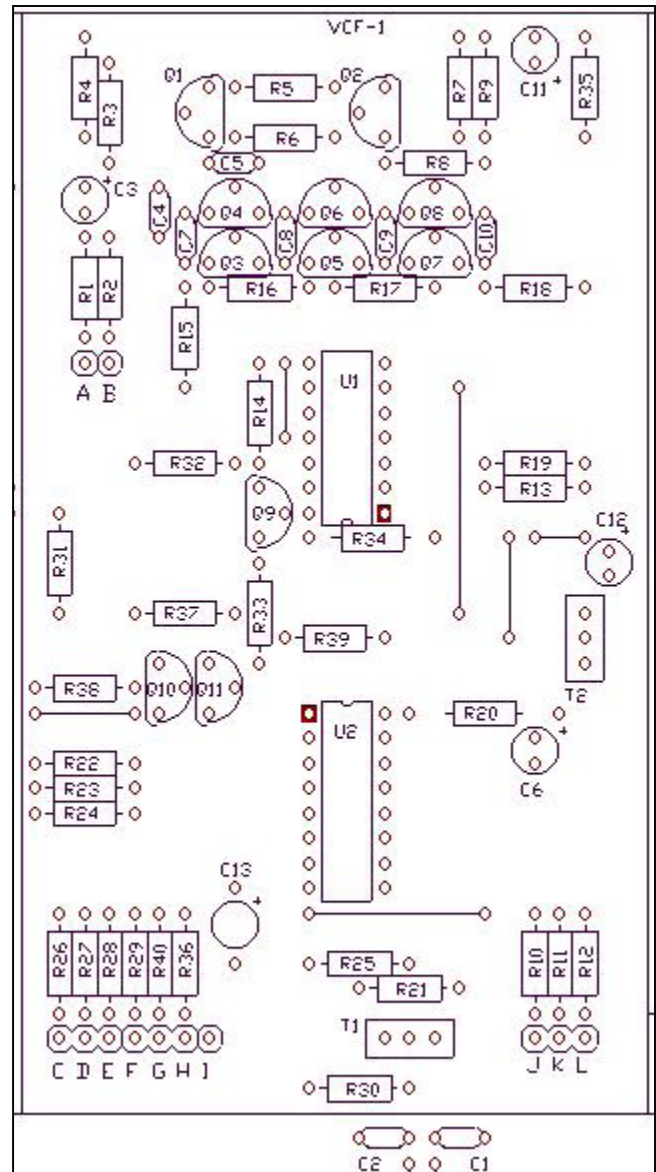 VCF-1
R4
R3
Q1
R5
Q2
R7
R9
C11
+
R35
R6
C5
R8
+
C3
C4
Q4
Q6
Q8
C7
C8
C9
C10
Q3
Q5
Q7
R1
R2
R16
R17
R18
R15
A B
U1
R14
R32
R19
R13
Q9
C12
+
R34
R31
R33
R37
R39
T2
R38
Q10
Q11
R20
+
U2
C6
R22
R23
R24
C13
+
R26
R27
R28
R29
R40
R36
R25
R21
R10
R11
R12
T1
C D E F G H I
J K L
R30
C2
C1